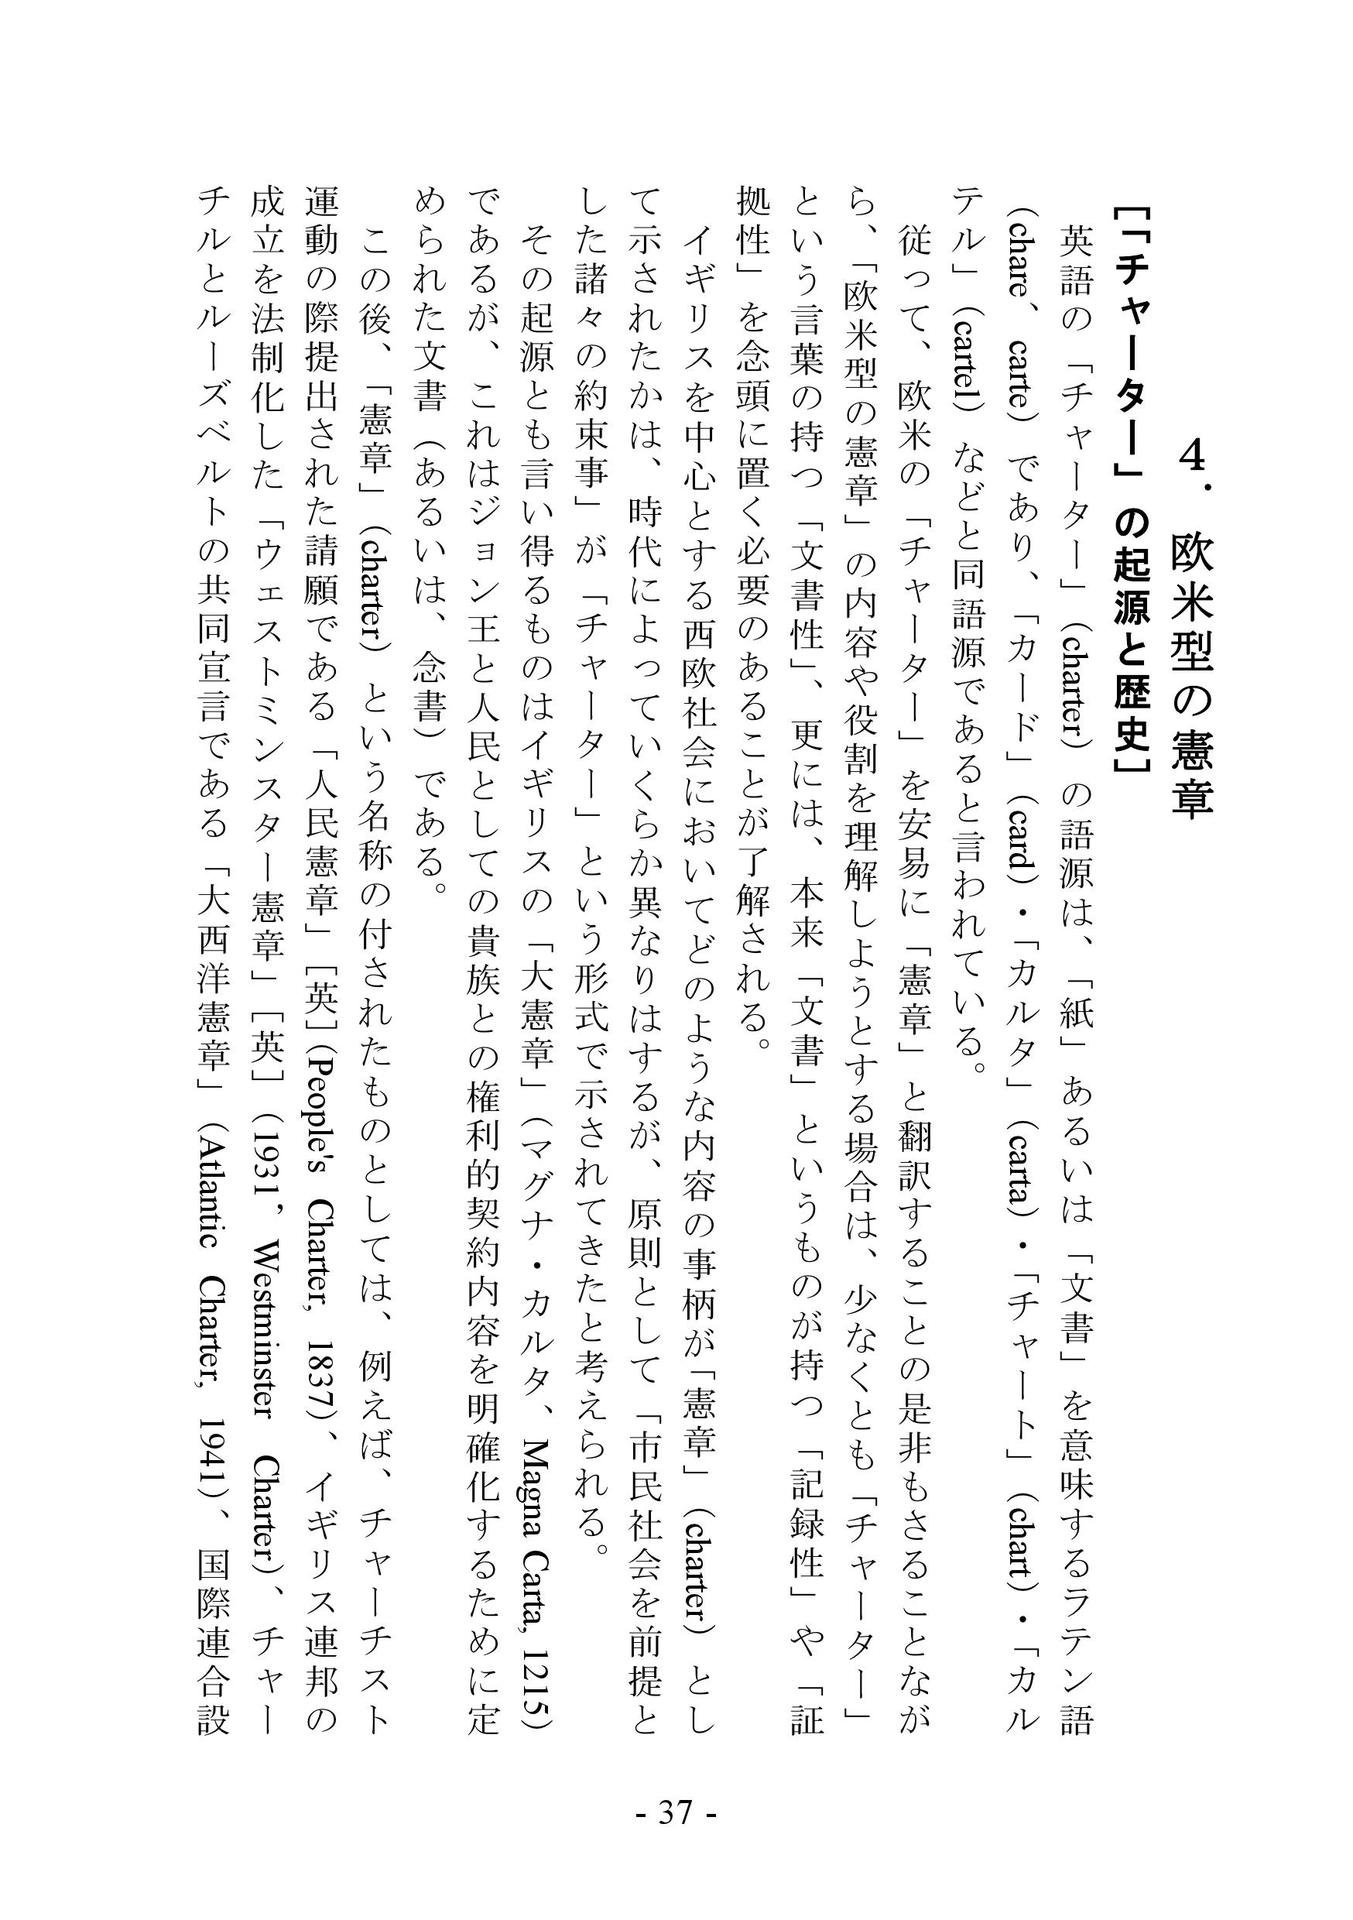 4. 欧米型の憲章
[「チャーター」の起源と歴史]
英語の「チャーター」(charter) の語源は、「紙」あるいは「文書」を意味するラテン語
(chare、carte) であり、「カード」(card)・「カルタ」(carta)・「チャート」(chart)・「カル
テル」(cartel) などと同語源であると言われている。
従って、欧米の「チャーター」を安易に「憲章」と翻訳することの是非もさることなが
ら、「欧米型の憲章」の内容や役割を理解しようとする場合は、少なくとも「チャーター」
という言葉の持つ「文書性」、更には、本来「文書」というものが持つ「記録性」や「証
拠性」を念頭に置く必要のあることが了解される。
イギリスを中心とする西欧社会においてどのような内容の事柄が「憲章」(charter) とし
て示されたかは、時代によっていくらか異なりはするが、原則として「市民社会を前提と
した諸々の約束事」が「チャーター」という形式で示されてきたと考えられる。
その起源とも言い得るものはイギリスの「大憲章」(マグナ・カルタ、Magna Carta, 1215)
であるが、これはジョン王と人民としての貴族との権利的契約内容を明確化するために定
められた文書（あるいは、念書）である。
この後、「憲章」(charter) という名称の付されたものとしては、例えば、チャーチスト
運動の際提出された請願である「人民憲章」[英](People's Charter, 1837)、イギリス連邦の
成立を法制化した「ウェストミンスター憲章」[英] (1931, Westminster Charter)、チャー
チルとルーズベルトの共同宣言である「大西洋憲章」(Atlantic Charter, 1941)、国際連合設
- 37 -